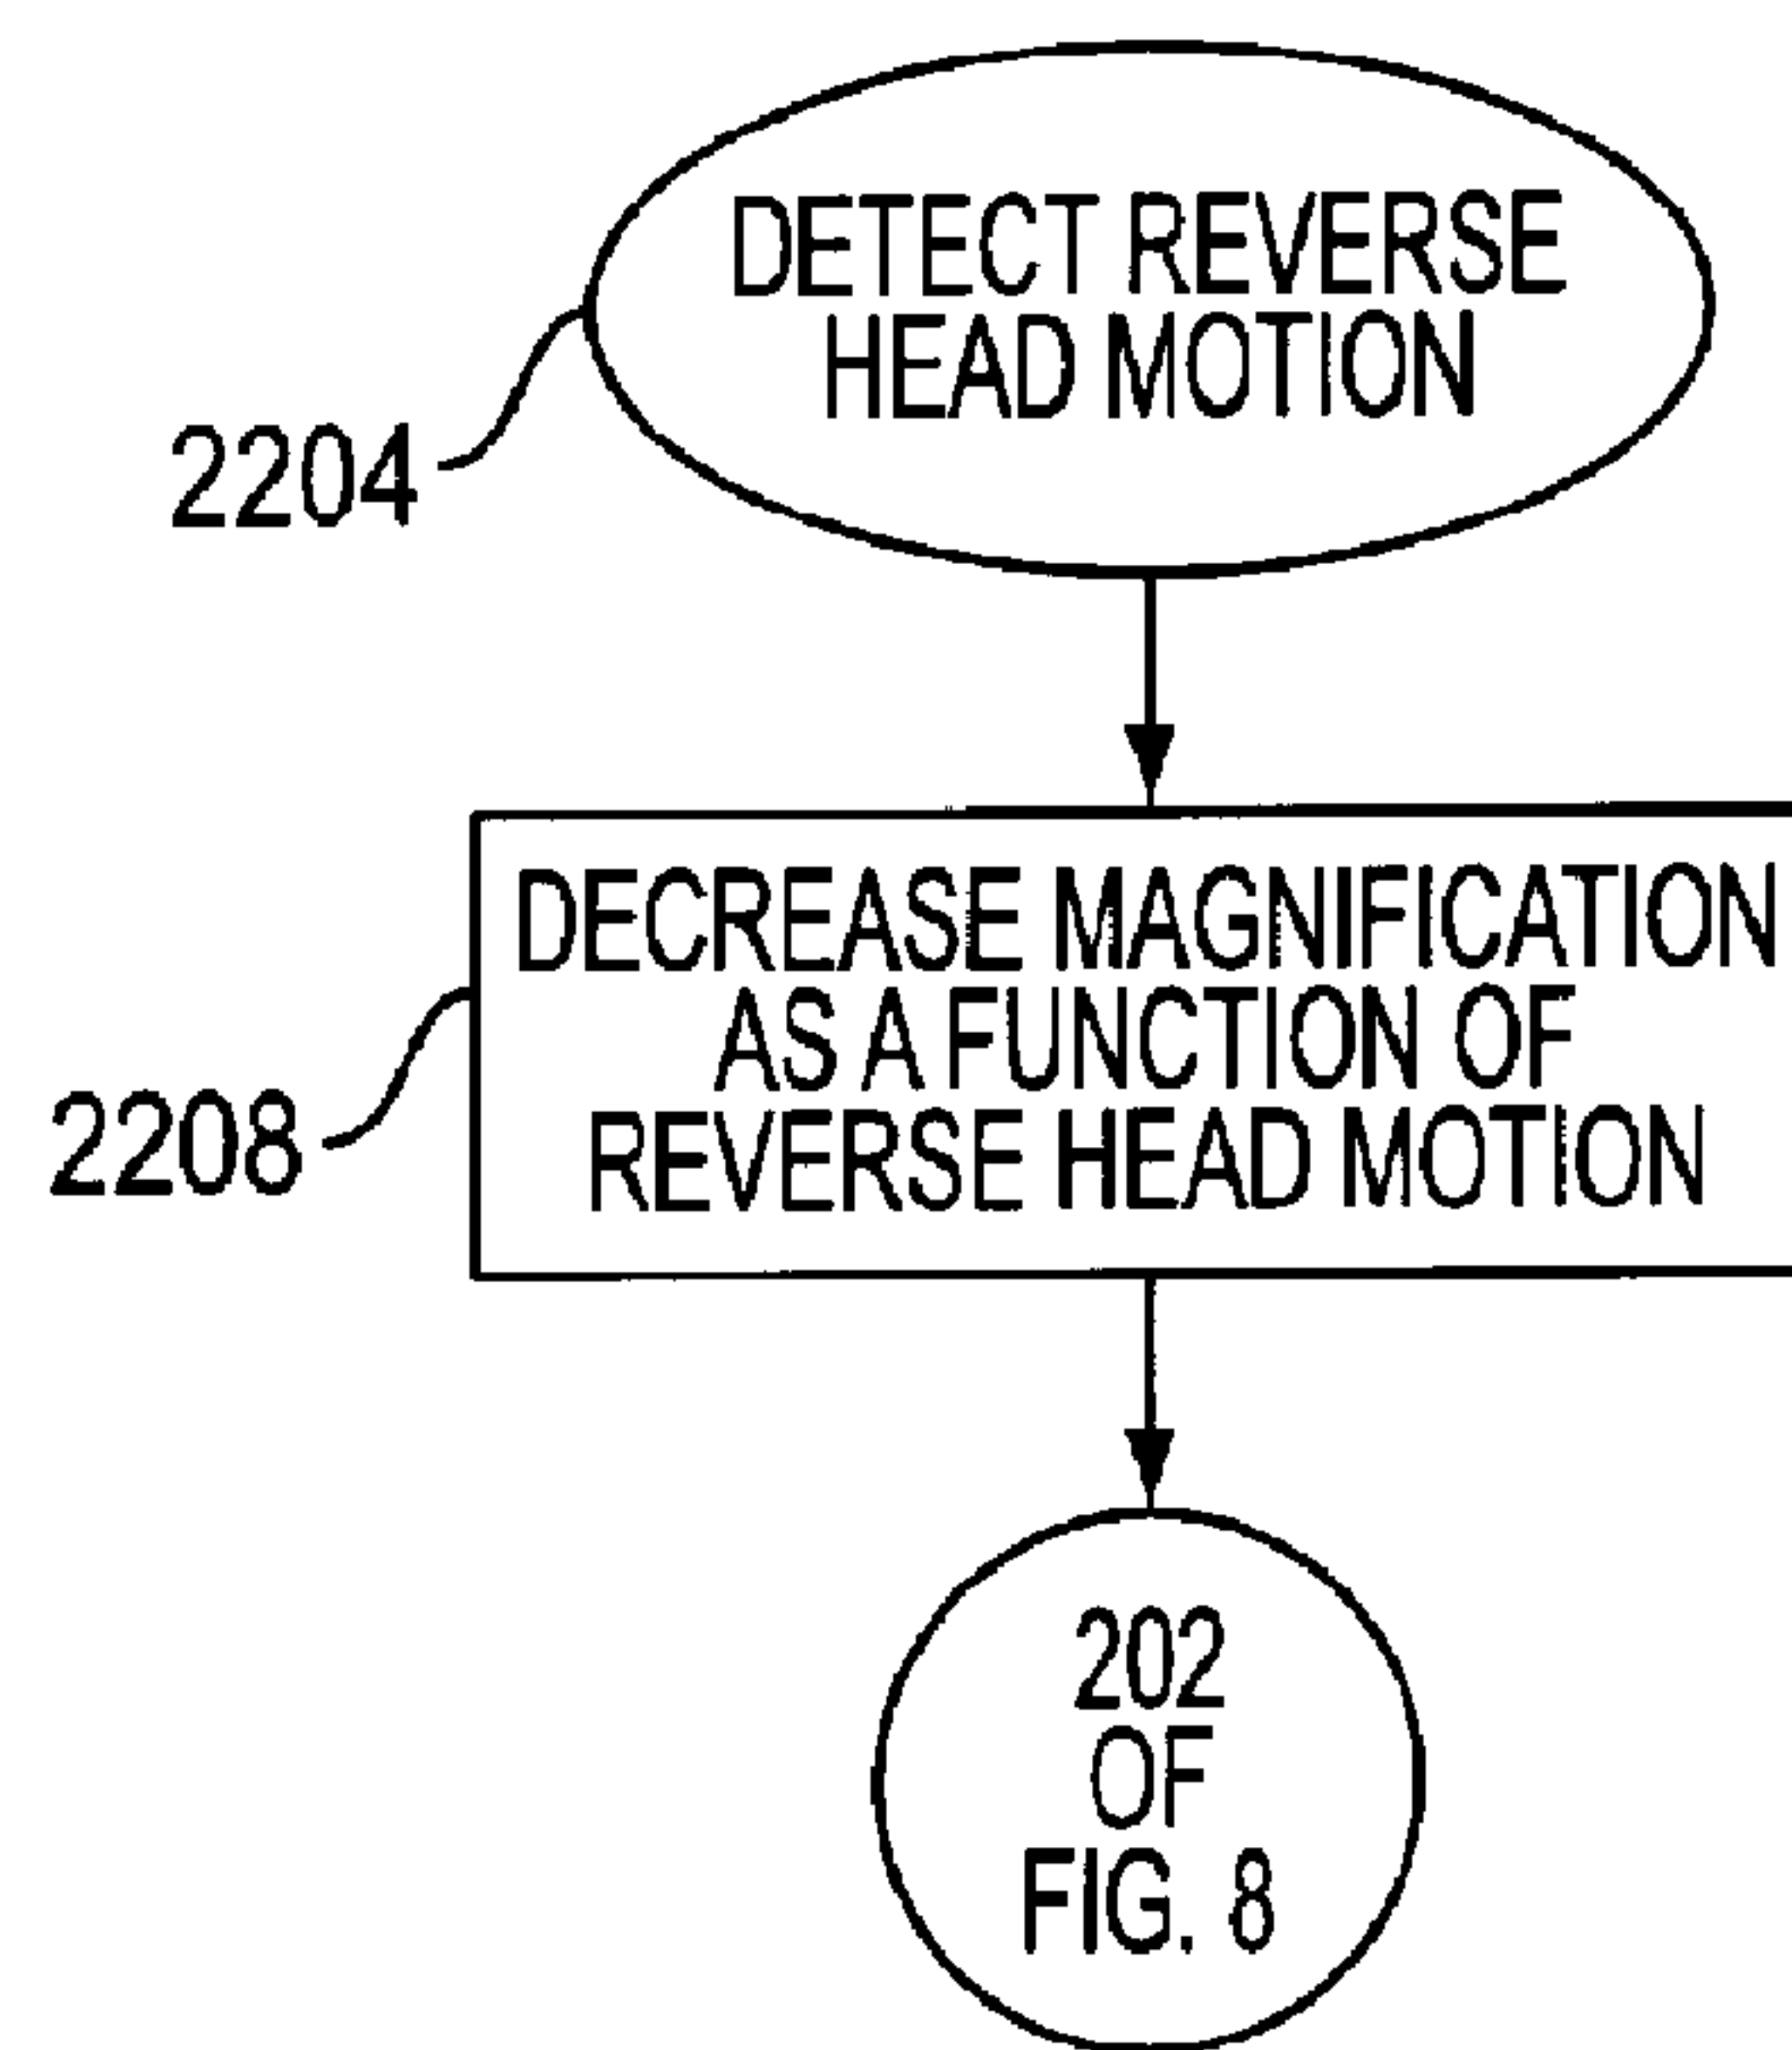 DETECT REVERSE
HEAD MOTION
2204
DECREASE MAGNIFICATION
AS A FUNCTION OF
REVERSE HEAD MOTION
2208
202
OF
FIG. 8